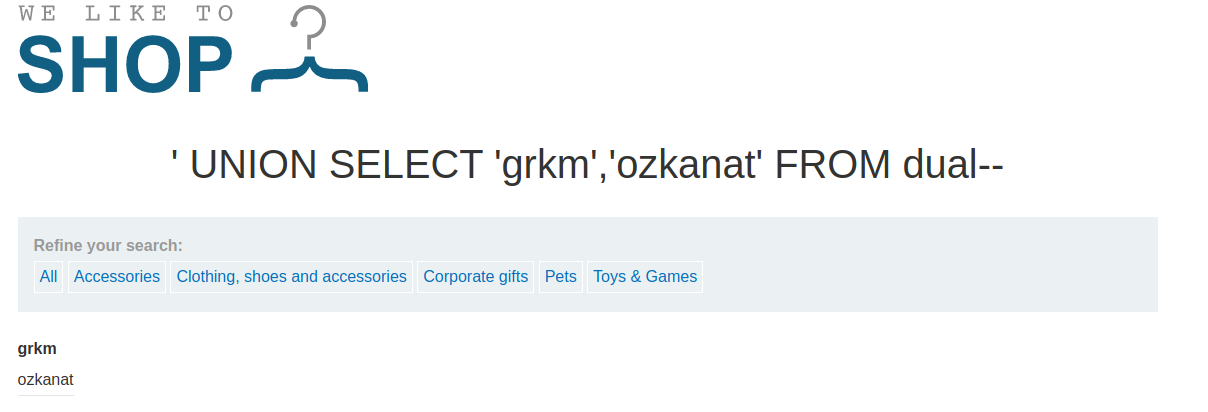 WE LIKE TO
SHOP
' UNION SELECT 'grkm','ozkanat' FROM dual--
Refine your search:
All Accessories Clothing, shoes and accessories Corporate gifts Pets Toys & Games
grkm
ozkanat